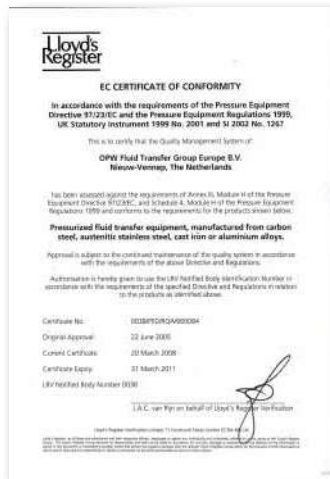 Lloyd's
Register
EC CERTIFICATE OF CONFORMITY
In accordance with the requirements of the Pressure Equipment
Directive 97/23/EC and the Pressure Equipment Regulations 1999,
UK Statutory Instrument 1999 No. 2001 and SI 2002 No. 1267
This is to certify that the Quality Management System of:
OPW Fluid Transfer Group Europe B.V.
Nieuw-Vennep, The Netherlands
has been assessed against the requirements of Annex III, Module H of the Pressure
Equipment Directive 97/23/EC, and Schedule 4, Module H of the Pressure Equipment
Regulations 1999 and conforms to the requirements for the products shown below:
Pressurized fluid transfer equipment, manufactured from carbon
steel, austenitic stainless steel, cast iron or aluminium alloys.
Approval is subject to the continued maintenance of the quality system in accordance
with the requirements of the above Directive and Regulations.
Authorisation is hereby given to use the LRV Notified Body Identification Number in
accordance with the requirements of the specified Directive and Regulations in relation
to the products as identified above.
Certificate No:
Original Approval: 22 June 2005
Current Certificate: 20 March 2008
Certificate Expiry: 31 March 2011
LRV Notified Body Number 0038
J.A.C. van Rijn on behalf of Lloyd's Register Verification